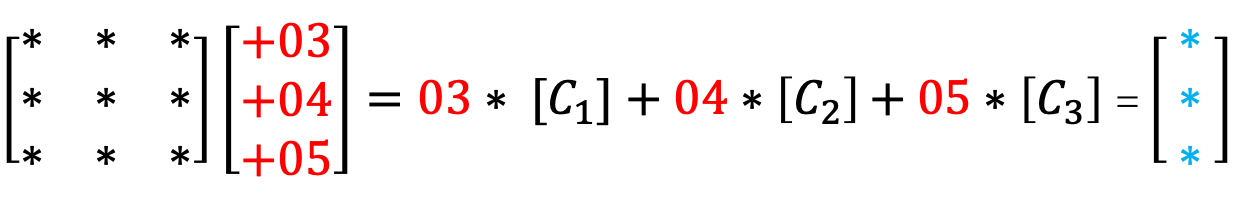 [* * *] [+03] = 03 * [C₁] + 04 * [C₂] + 05 * [C₃] = [*]
[* * *] [+04] [*]
[* * *] [+05] [*]